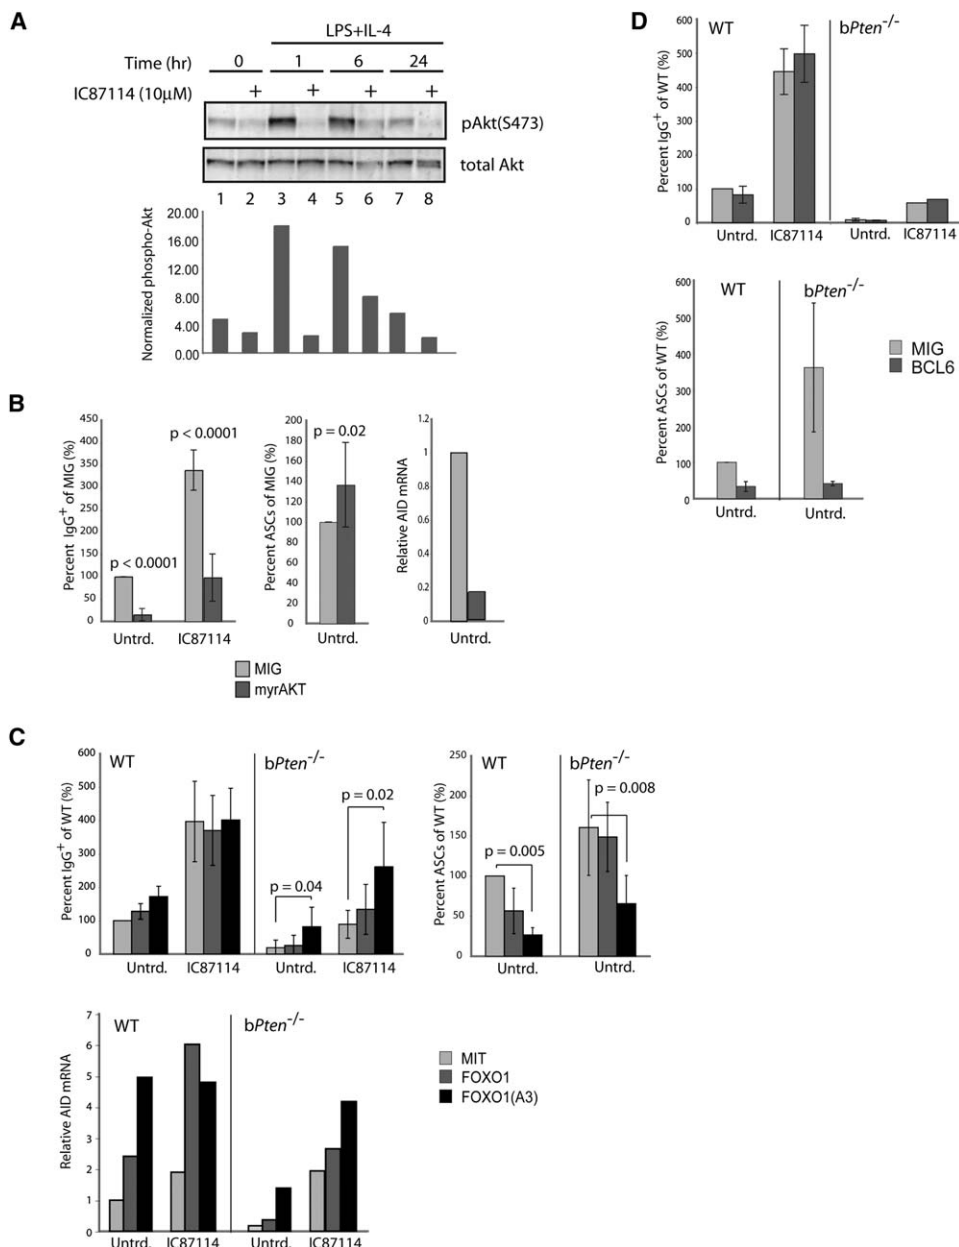 A
LPS+IL-4
Time (hr) 0 1 6 24
IC87114 (10μM) + + + +
pAkt(S473)
total Akt
1 2 3 4 5 6 7 8
Normalized phospho-Akt
20.00
16.00
12.00
8.00
4.00
0.00
B
Percent IgG+ of MIG (%)
450
400
350
300
250
200
150
100
50
0
p < 0.0001
p < 0.0001
Untrd. IC87114
Percent ASCs of MIG (%)
200
180
160
140
120
100
80
60
40
20
0
p = 0.02
Untrd.
Relative AID mRNA
1.2
1
0.8
0.6
0.4
0.2
0
Untrd.
MIG
myrAKT
C
Percent IgG+ of WT (%)
600
500
400
300
200
100
0
WT bPten-/-
p = 0.04
p = 0.02
Untrd. IC87114 Untrd. IC87114
Percent ASCs of WT (%)
250
200
150
100
50
0
WT bPten-/-
p = 0.005
p = 0.008
Untrd. Untrd.
Relative AID mRNA
7
6
5
4
3
2
1
0
WT bPten-/-
Untrd. IC87114 Untrd. IC87114
MIT
FOXO1
FOXO1(A3)
D
Percent IgG+ of WT (%)
600
500
400
300
200
100
0
WT bPten-/-
Untrd. IC87114 Untrd. IC87114
Percent ASCs of WT (%)
600
500
400
300
200
100
0
WT bPten-/-
Untrd. Untrd.
MIG
BCL6